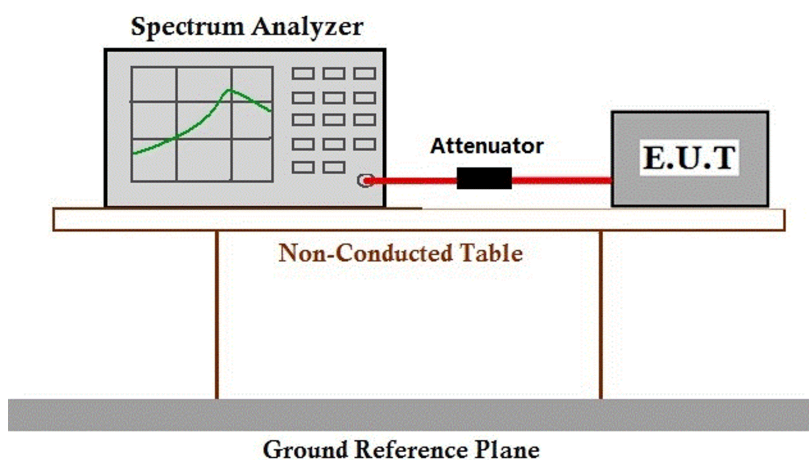 Spectrum Analyzer
Attenuator
E.U.T
Non-Conducted Table
Ground Reference Plane